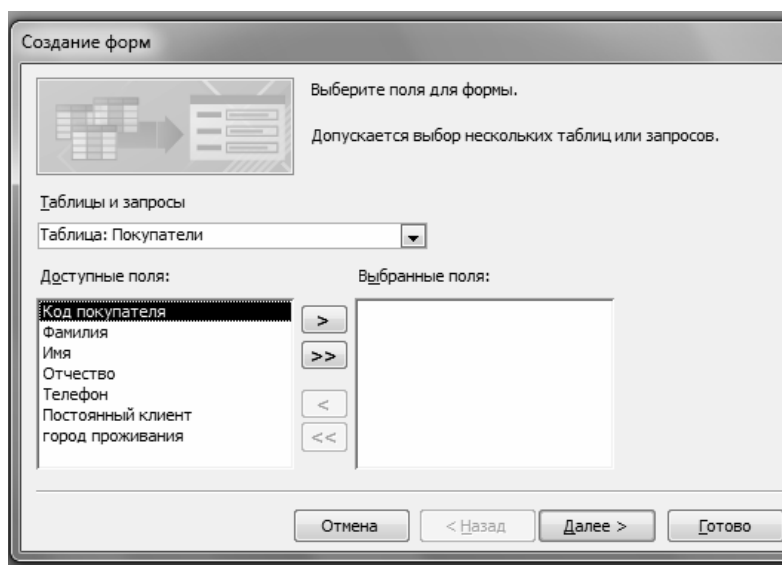 Создание форм
Выберите поля для формы.
Допускается выбор нескольких таблиц или запросов.
Таблицы и запросы
Таблица: Покупатели
Доступные поля:
Выбранные поля:
Код покупателя
Фамилия
Имя
Отчество
Телефон
Постоянный клиент
город проживания
>
>>
<
<<
Отмена
< Назад
Далее >
Готово